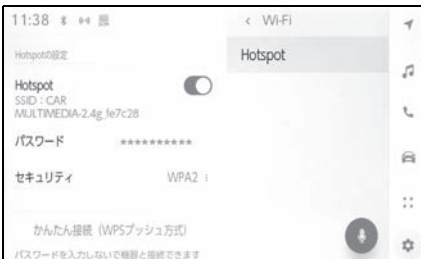 11:38
Wi-Fi
Hotspotの設定
Hotspot
Hotspot
SSID：CAR
MULTIMEDIA-2.4g_fe7c28
パスワード **********
セキュリティ WPA2
かんたん接続（WPSプッシュ方式）
パスワードを入力しないで機器と接続できます